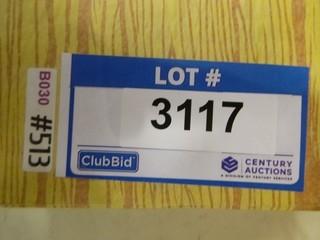 B030
#513
LOT #
3117
ClubBid
CENTURY
AUCTIONS
A DIVISION OF CENTURY SERVICES